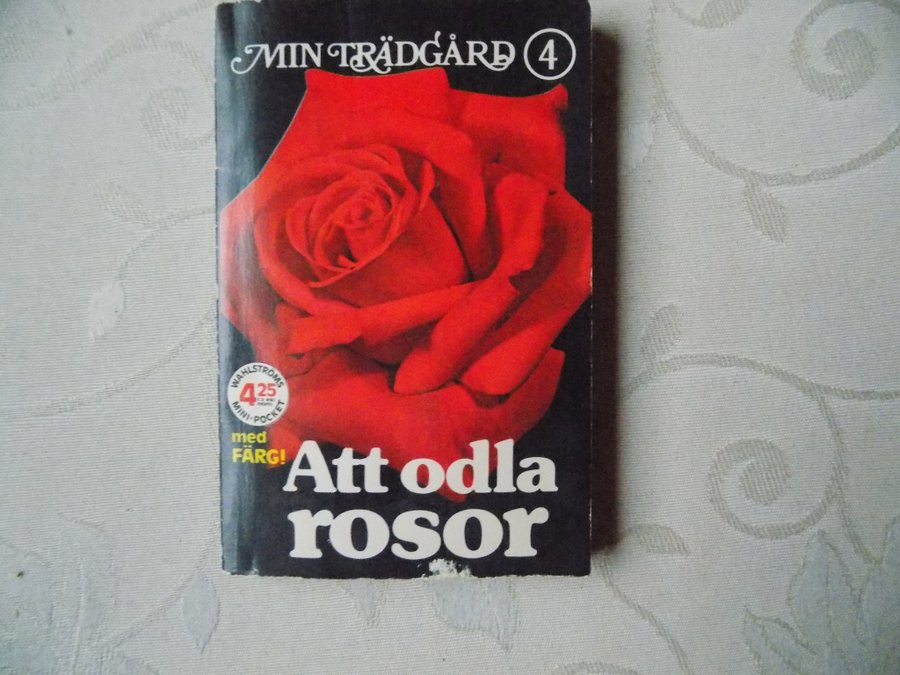 MIN TRÄDGÅRD 4
WAHLSTRÖMS
4 25
MINI-POCKET
med
FÄRG!
Att odla
rosor